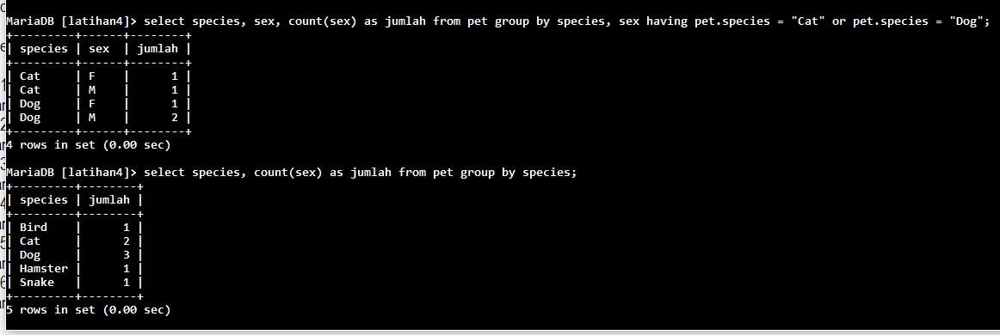 MariaDB [latihan4]> select species, sex, count(sex) as jumlah from pet group by species, sex having pet.species = "Cat" or pet.species = "Dog";
+---------+------+--------+
| species | sex  | jumlah |
+---------+------+--------+
| Cat     | F    |      1 |
| Cat     | M    |      1 |
| Dog     | F    |      1 |
| Dog     | M    |      2 |
+---------+------+--------+
4 rows in set (0.00 sec)
MariaDB [latihan4]> select species, count(sex) as jumlah from pet group by species;
+---------+--------+
| species | jumlah |
+---------+--------+
| Bird    |      1 |
| Cat     |      2 |
| Dog     |      3 |
| Hamster |      1 |
| Snake   |      1 |
+---------+--------+
5 rows in set (0.00 sec)